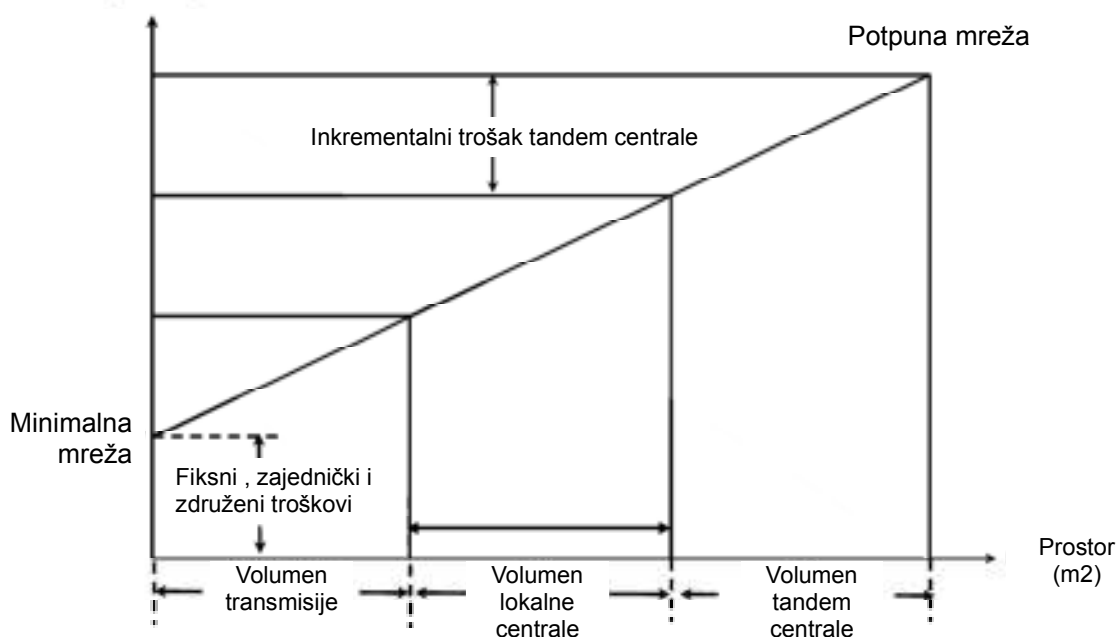 Potpuna mreža
Inkrementalni trošak tandem centrale
Minimalna
mreža
Fiksni , zajednički i
združeni troškovi
Prostor
(m2)
Volumen
transmisije
Volumen
lokalne
centrale
Volumen
tandem
centrale